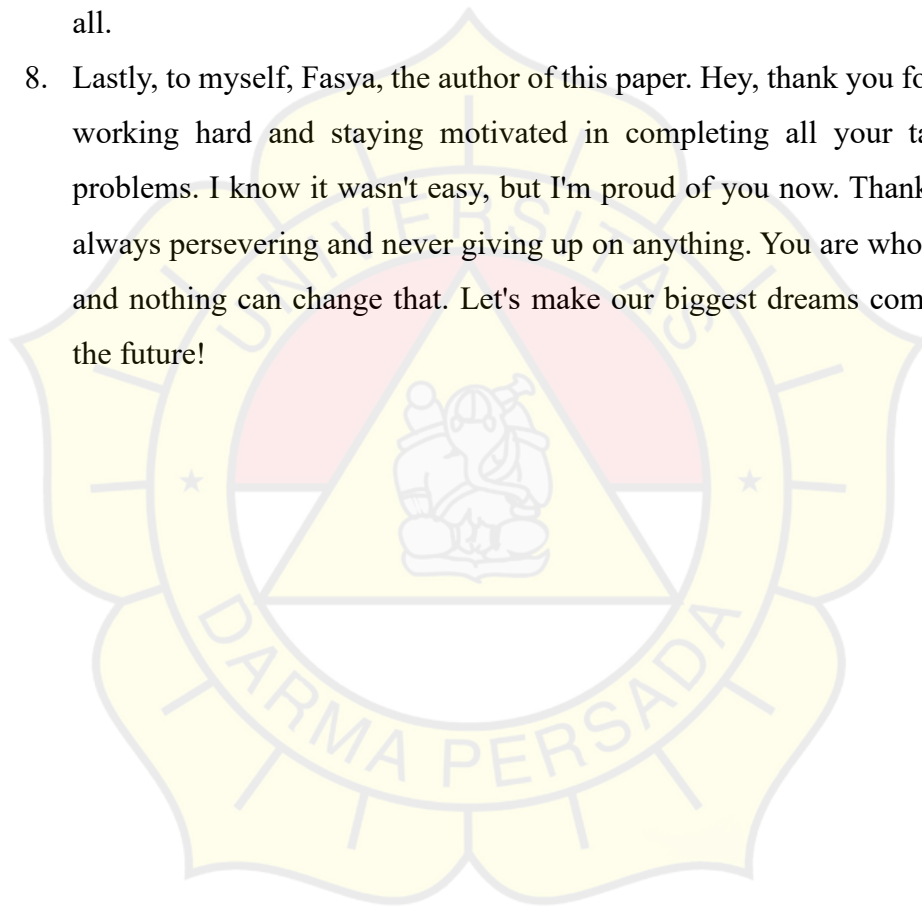 all.
8. Lastly, to myself, Fasya, the author of this paper. Hey, thank you
working hard and staying motivated in completing all your
problems. I know it wasn't easy, but I'm proud of you now. Thank
always persevering and never giving up on anything. You are who
and nothing can change that. Let's make our biggest dreams
the future!
UNIVERSITAS
DARMA PERSADA